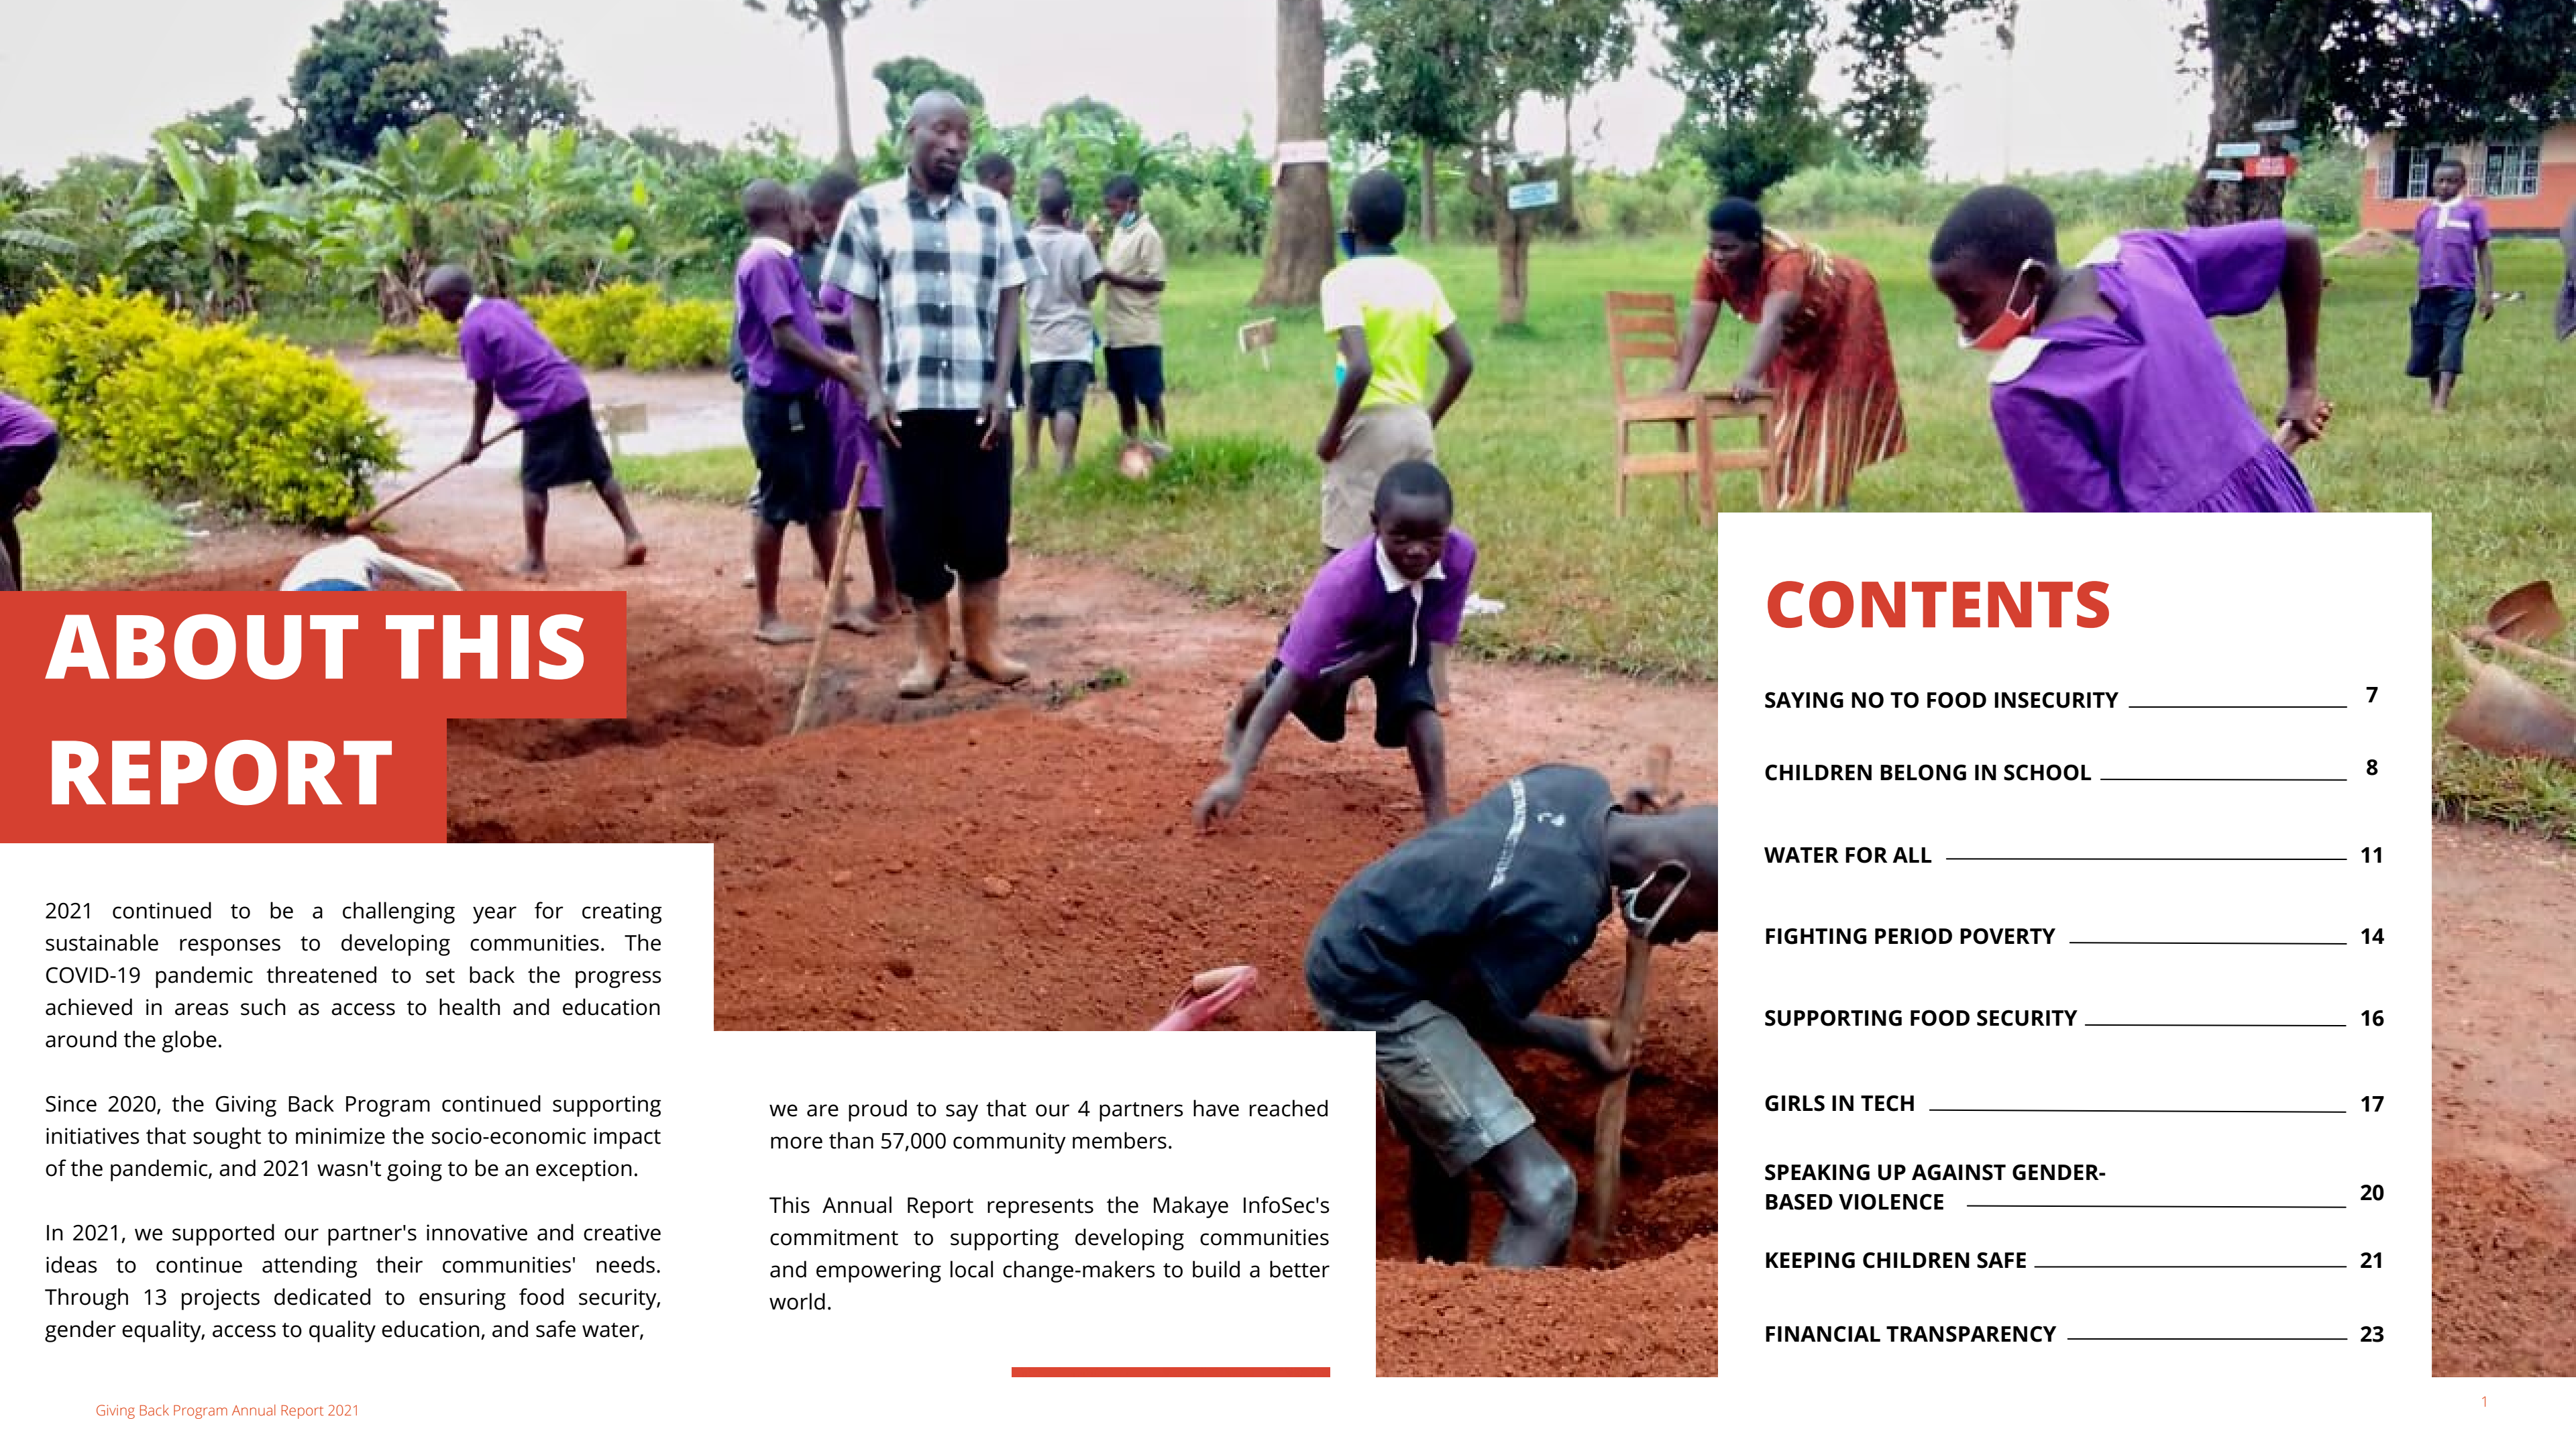 ABOUT THIS
REPORT
2021 continued to be a challenging year for creating
sustainable responses to developing communities. The
COVID-19 pandemic threatened to set back the progress
achieved in areas such as access to health and education
around the globe.
Since 2020, the Giving Back Program continued supporting
initiatives that sought to minimize the socio-economic impact
of the pandemic, and 2021 wasn't going to be an exception.
In 2021, we supported our partner's innovative and creative
ideas to continue attending their communities' needs.
Through 13 projects dedicated to ensuring food security,
gender equality, access to quality education, and safe water,
we are proud to say that our 4 partners have reached
more than 57,000 community members.
This Annual Report represents the Makaye InfoSec's
commitment to supporting developing communities
and empowering local change-makers to build a better
world.
CONTENTS
SAYING NO TO FOOD INSECURITY 7
CHILDREN BELONG IN SCHOOL 8
WATER FOR ALL 11
FIGHTING PERIOD POVERTY 14
SUPPORTING FOOD SECURITY 16
GIRLS IN TECH 17
SPEAKING UP AGAINST GENDER-
BASED VIOLENCE 20
KEEPING CHILDREN SAFE 21
FINANCIAL TRANSPARENCY 23
Giving Back Program Annual Report 2021
1